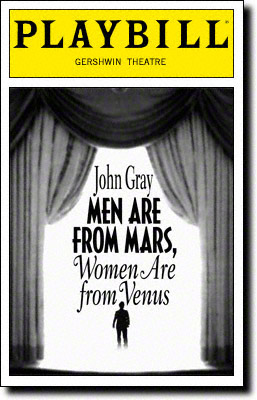 PLAYBILL
GERSHWIN THEATRE
John Gray
MEN ARE
FROM MARS,
Women Are
from Venus